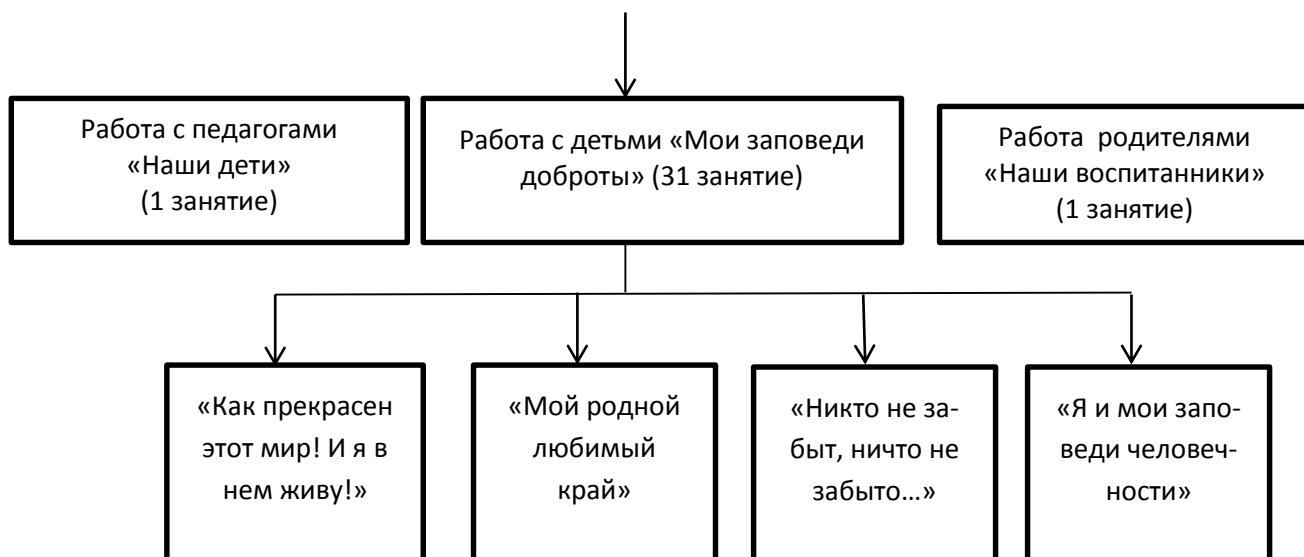 Работа с педагогами
«Наши дети»
(1 занятие)
Работа с детьми «Мои заповеди
доброты» (31 занятие)
Работа родителями
«Наши воспитанники»
(1 занятие)
«Как прекрасен
этот мир! И я в
нем живу!»
«Мой родной
любимый
край»
«Никто не за-
быт, ничто не
забыто...»
«Я и мои запо-
веди человеч-
ности»